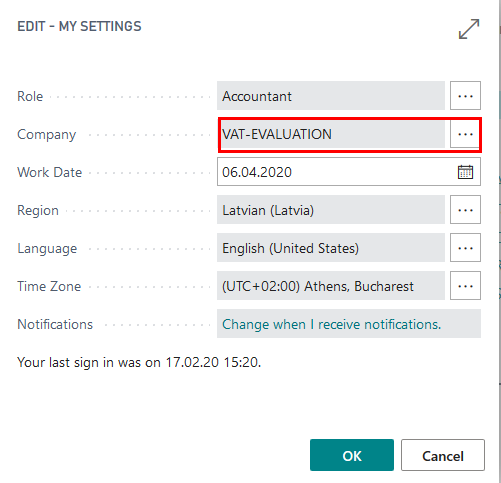 EDIT - MY SETTINGS
Role Accountant ...
Company VAT-EVALUATION ...
Work Date 06.04.2020
Region Latvian (Latvia) ...
Language English (United States) ...
Time Zone (UTC+02:00) Athens, Bucharest ...
Notifications Change when I receive notifications.
Your last sign in was on 17.02.20 15:20.
OK Cancel